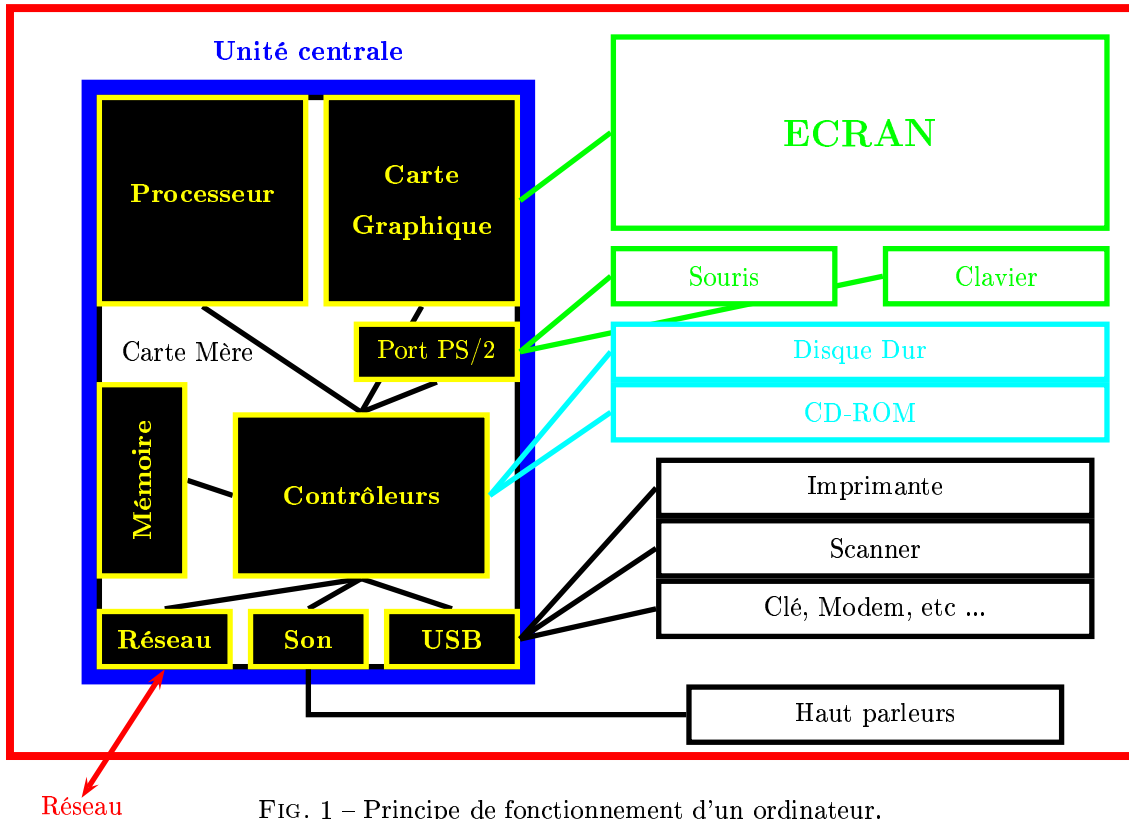 Unité centrale
ECRAN
Processeur
Carte
Graphique
Souris
Clavier
Carte Mère
Port PS/2
Disque Dur
CD-ROM
Mémoire
Contrôleurs
Imprimante
Scanner
Clé, Modem, etc ...
Réseau
Son
USB
Haut parleurs
Réseau
FIG. 1 – Principe de fonctionnement d'un ordinateur.